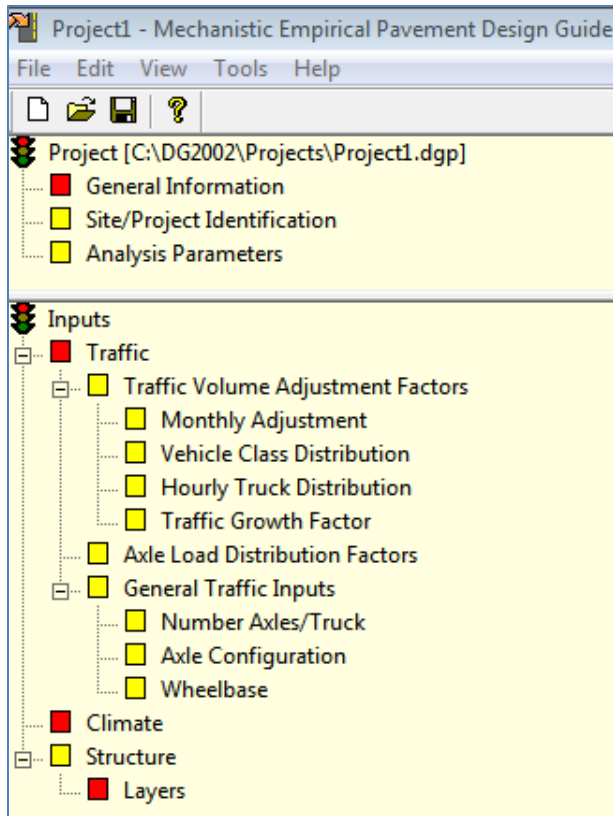 Project1 - Mechanistic Empirical Pavement Design Guide
File Edit View Tools Help
Project [C:\DG2002\Projects\Project1.dgp]
General Information
Site/Project Identification
Analysis Parameters
Inputs
Traffic
Traffic Volume Adjustment Factors
Monthly Adjustment
Vehicle Class Distribution
Hourly Truck Distribution
Traffic Growth Factor
Axle Load Distribution Factors
General Traffic Inputs
Number Axles/Truck
Axle Configuration
Wheelbase
Climate
Structure
Layers